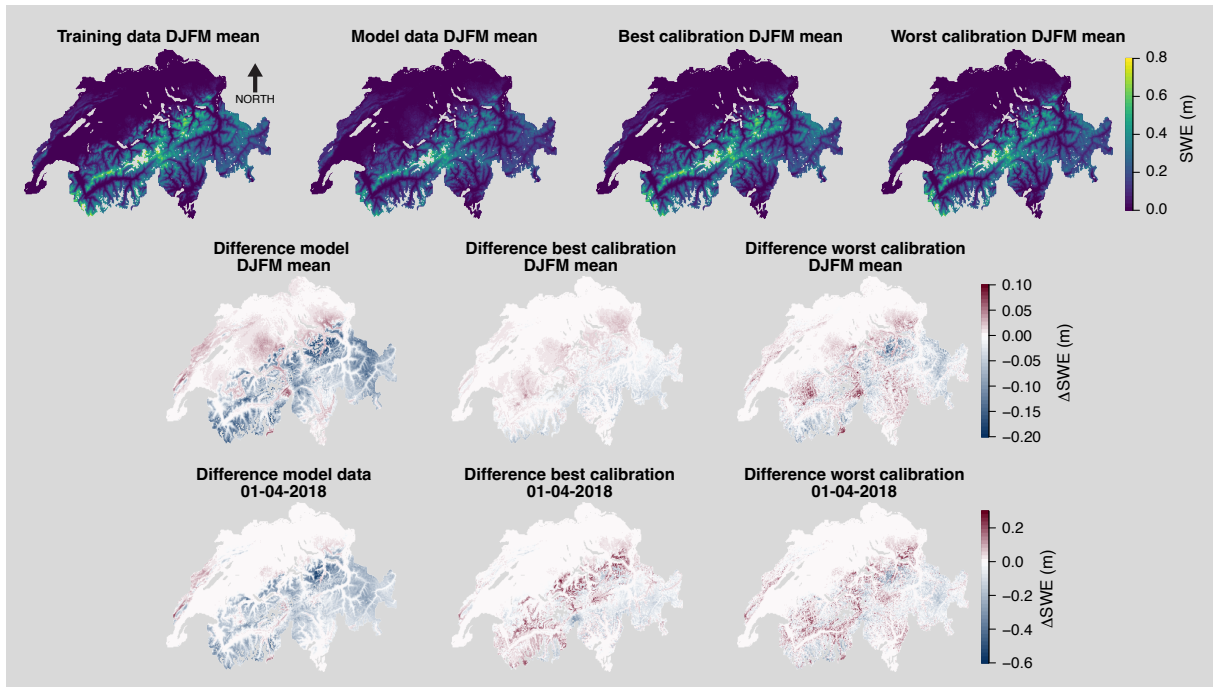 Training data DJFM mean
Model data DJFM mean
Best calibration DJFM mean
Worst calibration DJFM mean
NORTH
0.8
0.6
0.4
0.2
0.0
SWE (m)
Difference model
DJFM mean
Difference best calibration
DJFM mean
Difference worst calibration
DJFM mean
0.10
0.05
0.00
−0.05
−0.10
−0.15
−0.20
ΔSWE (m)
Difference model data
01-04-2018
Difference best calibration
01-04-2018
Difference worst calibration
01-04-2018
0.2
0.0
−0.2
−0.4
−0.6
ΔSWE (m)